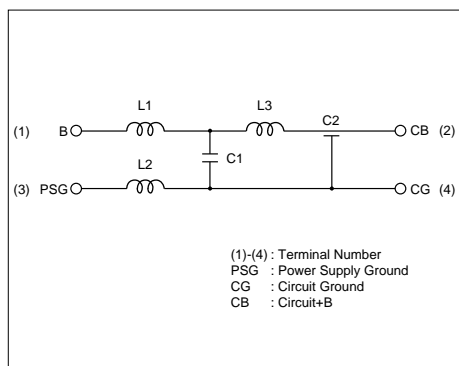 L1 L3 C2
(1) B CB (2)
C1
L2
(3) PSG CG (4)
(1)-(4) : Terminal Number
PSG : Power Supply Ground
CG : Circuit Ground
CB : Circuit+B